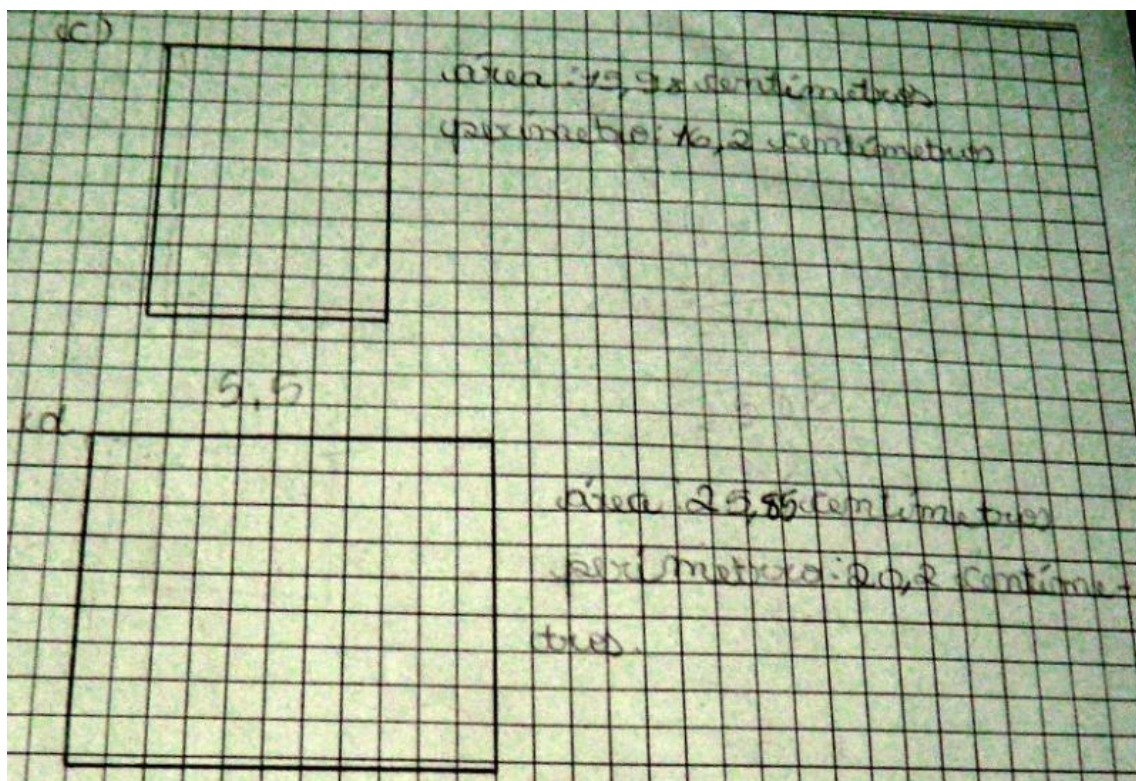 c)
área : 15,98 centímetros
perímetro : 16,2 centímetros
5,5
d
área : 25,85 centímetros
perímetro : 20,2 centíme-
tros.